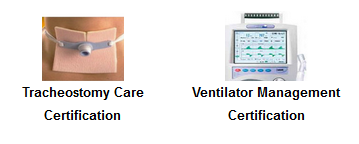 Tracheostomy Care
Certification
Ventilator Management
Certification